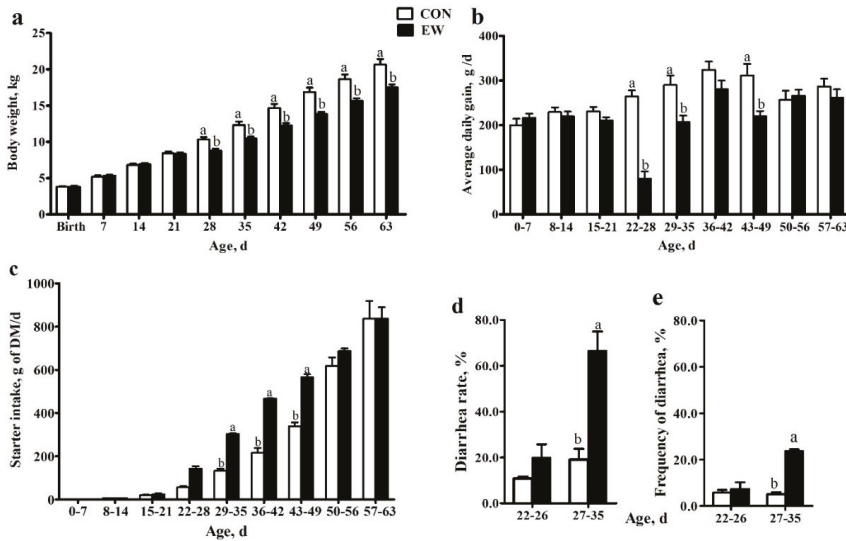 CON
EW
a
Body weight, kg
25
20
15
10
5
0
a b a b a b a b a b a b
Birth 7 14 21 28 35 42 49 56 63
Age, d
b
Average daily gain, g /d
400
300
200
100
0
a b a b a b
0-7 8-14 15-21 22-28 29-35 36-42 43-49 50-56 57-63
Age, d
c
Starter intake, g of DM/d
1000
800
600
400
200
0
b a b a b a
0-7 8-14 15-21 22-28 29-35 36-42 43-49 50-56 57-63
Age, d
d
Diarrhea rate, %
80.0
60.0
40.0
20.0
0.0
b a
22-26 27-35
Age, d
e
Frequency of diarrhea, %
80.0
60.0
40.0
20.0
0.0
b a
22-26 27-35